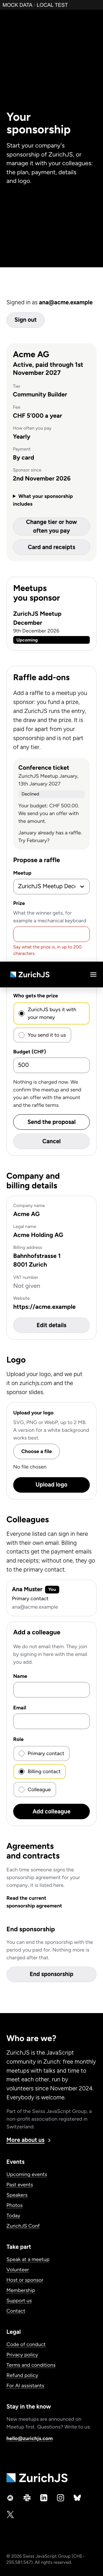 MOCK DATA · LOCAL TEST
Your
sponsorship
Start your company's
sponsorship of ZurichJS, or
manage it with your colleagues:
the plan, payment, details
and logo.
Signed in as ana@acme.example
Sign out
Acme AG
Active, paid through 1st
November 2027
Tier
Community Builder
Fee
CHF 5'000 a year
How often you pay
Yearly
Payment
By card
Sponsor since
2nd November 2026
What your sponsorship
includes
Change tier or how
often you pay
Card and receipts
Meetups
you sponsor
ZurichJS Meetup
December
9th December 2026
Upcoming
Raffle add-ons
Add a raffle to a meetup you
sponsor: you fund a prize,
and ZurichJS runs the entry,
the draw and the prize. It is
paid for apart from your
sponsorship and is not part
of any tier.
Conference ticket
ZurichJS Meetup January,
13th January 2027
Declined
Your budget: CHF 500.00.
We send you an offer with
the amount.
January already has a raffle.
Try February?
Propose a raffle
Meetup
ZurichJS Meetup Dece
Prize
What the winner gets, for
example a mechanical keyboard
Say what the prize is, in up to 200
characters.
ZurichJS
Who gets the prize
ZurichJS buys it with
your money
You send it to us
Budget (CHF)
500
Nothing is charged now. We
confirm the meetup and send
you an offer with the amount
and the raffle terms.
Send the proposal
Cancel
Company and
billing details
Company name
Acme AG
Legal name
Acme Holding AG
Billing address
Bahnhofstrasse 1
8001 Zurich
VAT number
Not given
Website
https://acme.example
Edit details
Logo
Upload your logo, and we put
it on zurichjs.com and the
sponsor slides.
Upload your logo
SVG, PNG or WebP, up to 2 MB.
A version for a white background
works best.
Choose a file
No file chosen
Upload logo
Colleagues
Everyone listed can sign in here
with their own email. Billing
contacts get the payment emails
and receipts; without one, they go
to the primary contact.
Ana Muster You
Primary contact
ana@acme.example
Add a colleague
We do not email them. They join
by signing in here with the email
you add.
Name
Email
Role
Primary contact
Billing contact
Colleague
Add colleague
Agreements
and contracts
Each time someone signs the
sponsorship agreement for your
company, it is listed here.
Read the current
sponsorship agreement
End sponsorship
You can end the sponsorship with the
period you paid for. Nothing more is
charged after that.
End sponsorship
Who are we?
ZurichJS is the JavaScript
community in Zurich: free monthly
meetups with talks and time to
meet each other, run by
volunteers since November 2024.
Everybody is welcome.
Part of the Swiss JavaScript Group, a
non-profit association registered in
Switzerland.
More about us
Events
Upcoming events
Past events
Speakers
Photos
Today
ZurichJS Conf
Take part
Speak at a meetup
Volunteer
Host or sponsor
Membership
Support us
Contact
Legal
Code of conduct
Privacy policy
Terms and conditions
Refund policy
For AI assistants
Stay in the know
New meetups are announced on
Meetup first. Questions? Write to us.
hello@zurichjs.com
ZurichJS
© 2026 Swiss JavaScript Group (CHE-
255.581.547). All rights reserved.